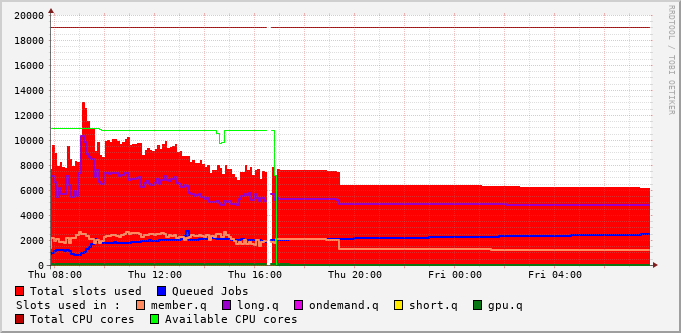 20000
18000
16000
14000
12000
10000
8000
6000
4000
2000
0
Thu 08:00 Thu 12:00 Thu 16:00 Thu 20:00 Fri 00:00 Fri 04:00
RRDTOOL / TOBI OETIKER
Total slots used Queued Jobs
Slots used in : member.q long.q ondemand.q short.q gpu.q
Total CPU cores Available CPU cores